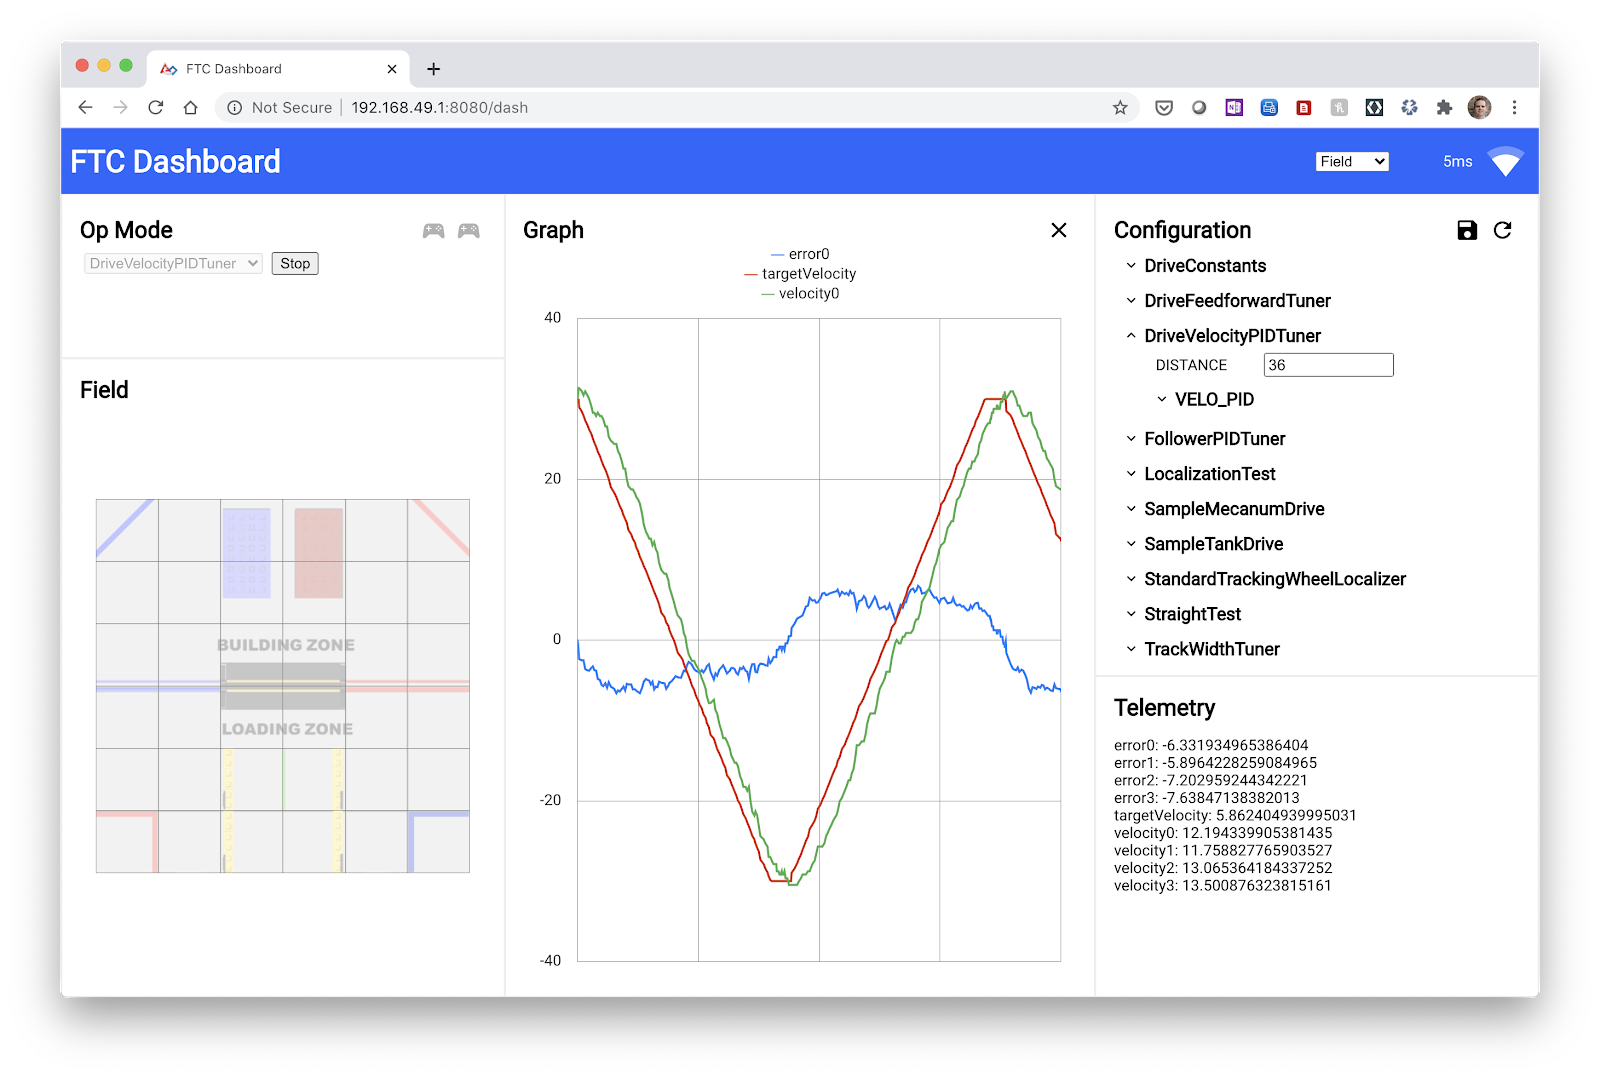 FTC Dashboard
Not Secure
192.168.49.1:8080/dash
FTC Dashboard
Field
5ms
Op Mode
DriveVelocityPIDTuner
Stop
Field
BUILDING ZONE
LOADING ZONE
Graph
error0
targetVelocity
velocity0
40
20
0
-20
-40
Configuration
DriveConstants
DriveFeedforwardTuner
DriveVelocityPIDTuner
DISTANCE 36
VELO_PID
FollowerPIDTuner
LocalizationTest
SampleMecanumDrive
SampleTankDrive
StandardTrackingWheelLocalizer
StraightTest
TrackWidthTuner
Telemetry
error0: -6.331934965386404
error1: -5.8964228259084965
error2: -7.202959244342221
error3: -7.63847138382013
targetVelocity: 5.862404939995031
velocity0: 12.194339905381435
velocity1: 11.758827765903527
velocity2: 13.065364184337252
velocity3: 13.500876323815161